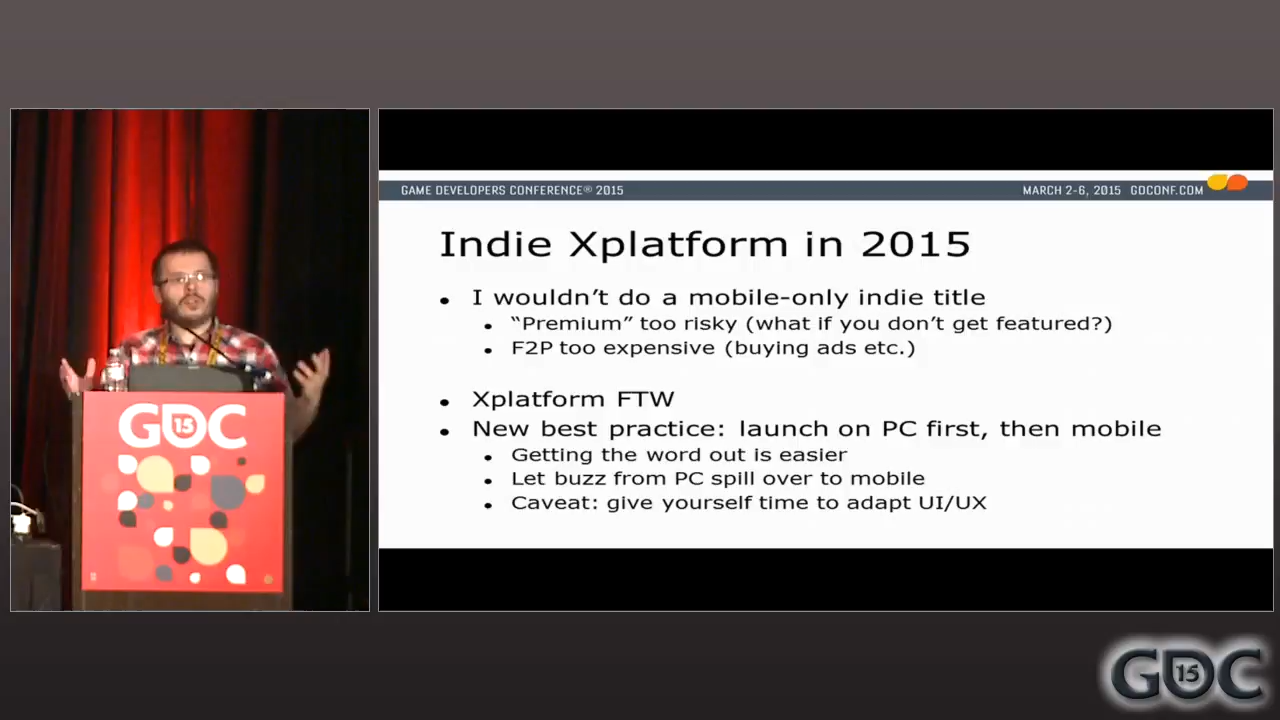 GAME DEVELOPERS CONFERENCE® 2015
MARCH 2-6, 2015 GDCONF.COM
Indie Xplatform in 2015
• I wouldn’t do a mobile-only indie title
• “Premium” too risky (what if you don’t get featured?)
• F2P too expensive (buying ads etc.)
• Xplatform FTW
• New best practice: launch on PC first, then mobile
• Getting the word out is easier
• Let buzz from PC spill over to mobile
• Caveat: give yourself time to adapt UI/UX
GDC 15
GDC 15